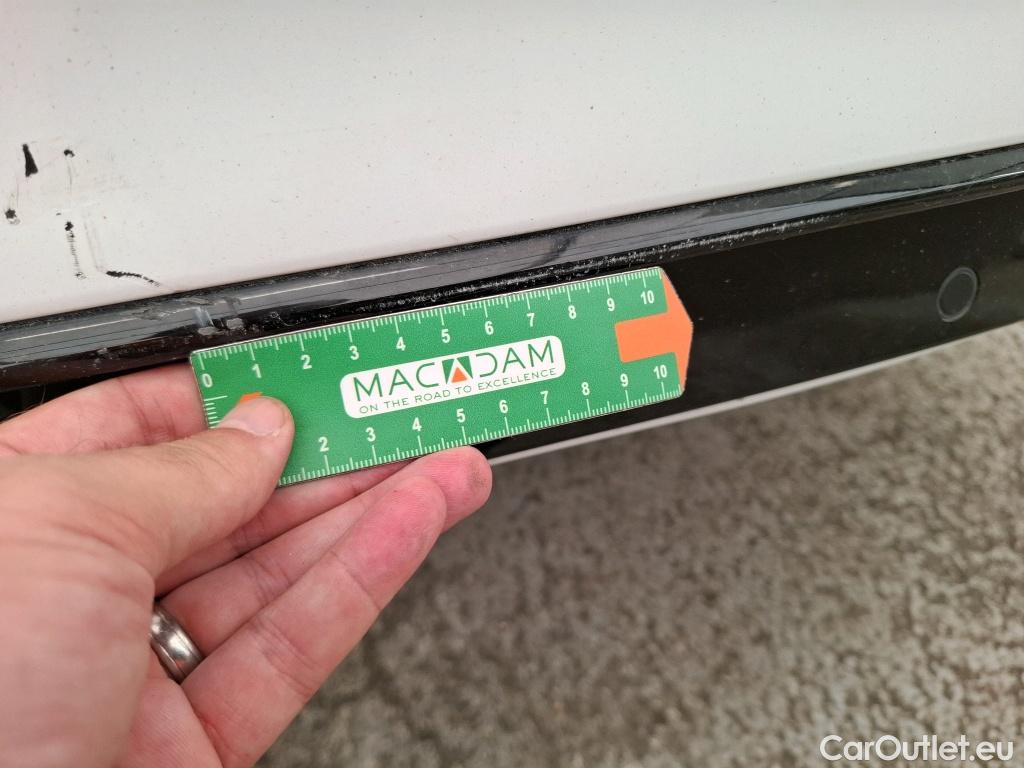 0 1 2 3 4 5 6 7 8 9 10
MACADAM
ON THE ROAD TO EXCELLENCE
2 3 4 5 6 7 8 9 10
CarOutlet.eu